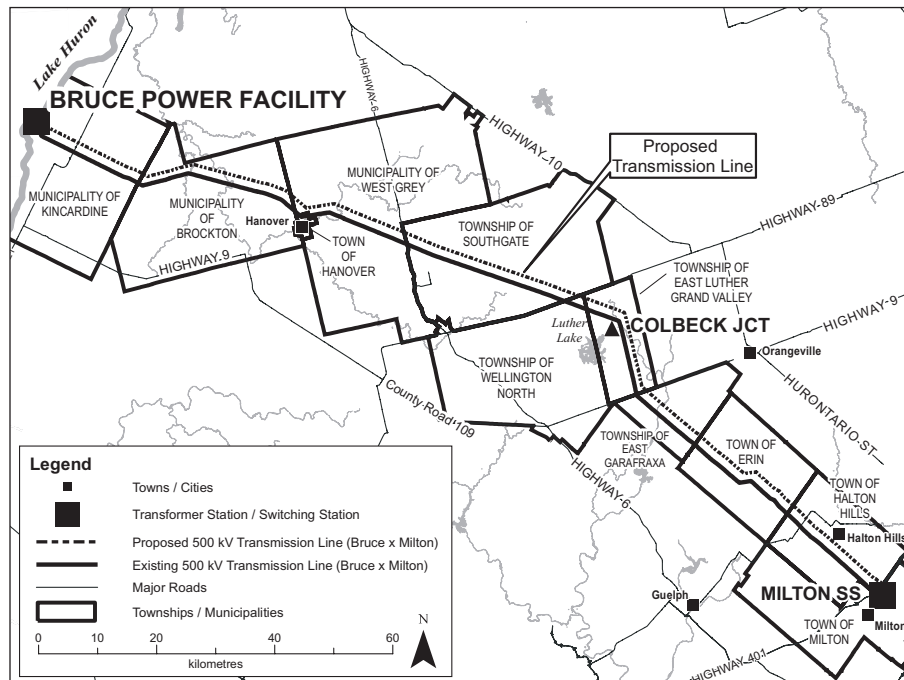 Lake Huron
BRUCE POWER FACILITY
HIGHWAY-6
HIGHWAY-10
Proposed
Transmission Line
MUNICIPALITY OF
KINCARDINE
MUNICIPALITY
OF
BROCKTON
MUNICIPALITY OF
WEST GREY
Hanover
TOWN
OF
HANOVER
HIGHWAY-9
TOWNSHIP OF
SOUTHGATE
HIGHWAY-89
TOWNSHIP OF
EAST LUTHER
GRAND VALLEY
HIGHWAY-9
Luther
Lake
COLBECK JCT
Orangeville
TOWNSHIP OF
WELLINGTON
NORTH
County Road 109
HURONTARIO ST
TOWNSHIP OF
EAST
GARAFRAXA
TOWN OF
ERIN
HIGHWAY-6
TOWN OF
HALTON
HILLS
Halton Hills
Guelph
MILTON SS
Milton
TOWN OF
MILTON
HIGHWAY 401
Legend
Towns / Cities
Transformer Station / Switching Station
Proposed 500 kV Transmission Line (Bruce x Milton)
Existing 500 kV Transmission Line (Bruce x Milton)
Major Roads
Townships / Municipalities
0 10 20 40 60
kilometres
N